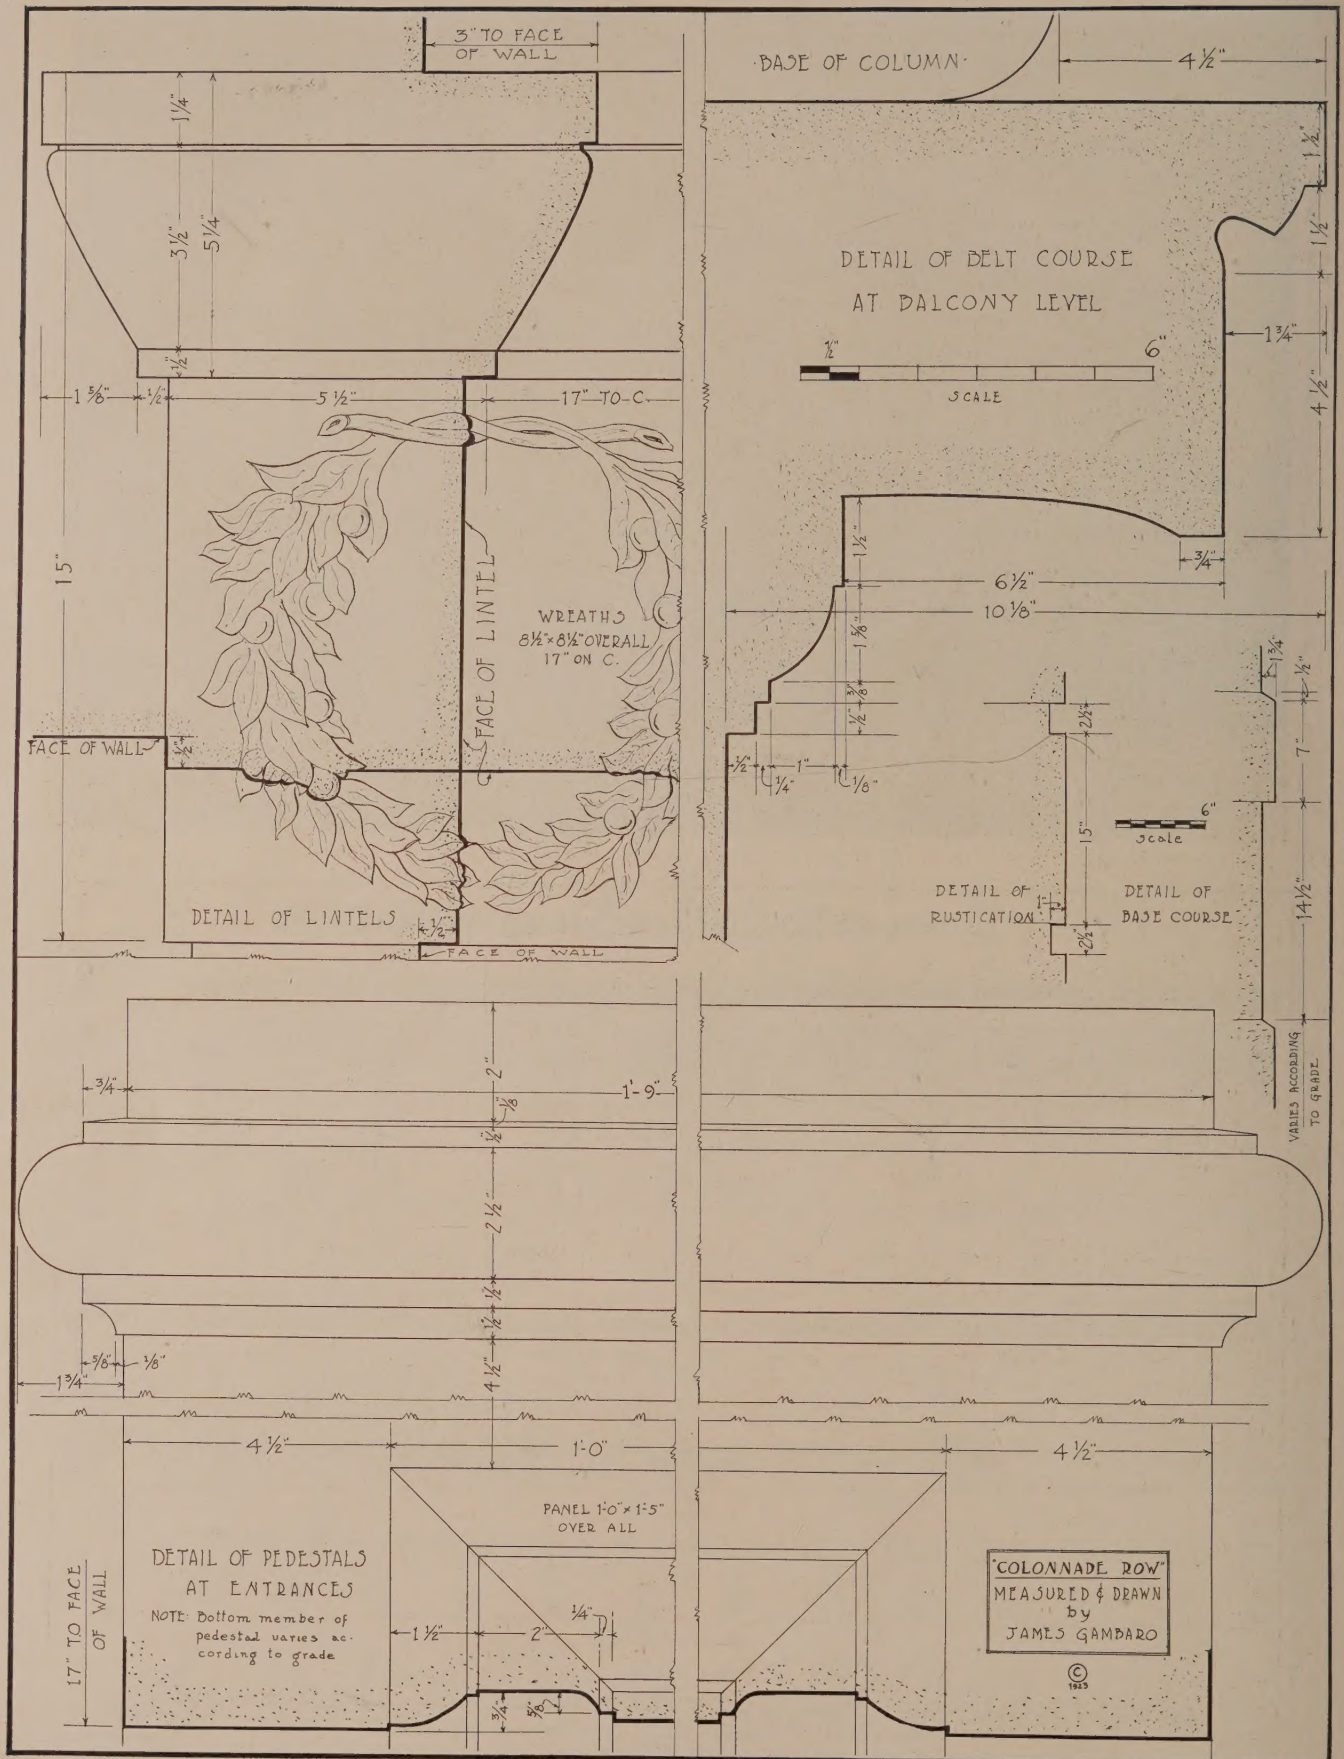 3" TO FACE
OF WALL
1¼"
3½"
5¼"
½"
1⅝"
½"
5½"
17" TO C.
15"
FACE OF LINTEL
WREATHS
8½" × 8½" OVERALL
17" ON C.
FACE OF WALL
½"
DETAIL OF LINTELS
½"
FACE OF WALL
·BASE OF COLUMN·
4½"
1½"
1½"
DETAIL OF BELT COURSE
AT BALCONY LEVEL
½" 6"
SCALE
1¾"
4½"
¾"
1½"
6½"
10⅛"
1⅝"
⅜"
½"
½"
¼"
1"
⅛"
2½"
15"
1"
2½"
DETAIL OF
RUSTICATION
6"
Scale
DETAIL OF
BASE COURSE
1¾"
½"
7"
14½"
VARIES ACCORDING
TO GRADE
¾"
2"
1'-9"
⅛"
½"
2½"
½"
½"
4½"
⅝"
⅛"
1¾"
4½"
1'-0"
4½"
PANEL 1'-0" × 1'-5"
OVER ALL
DETAIL OF PEDESTALS
AT ENTRANCES
NOTE: Bottom member of
pedestal varies ac-
cording to grade
17" TO FACE
OF WALL
1½"
2"
¼"
¾"
⅝"
"COLONNADE ROW"
MEASURED & DRAWN
by
JAMES GAMBARO
©
1923